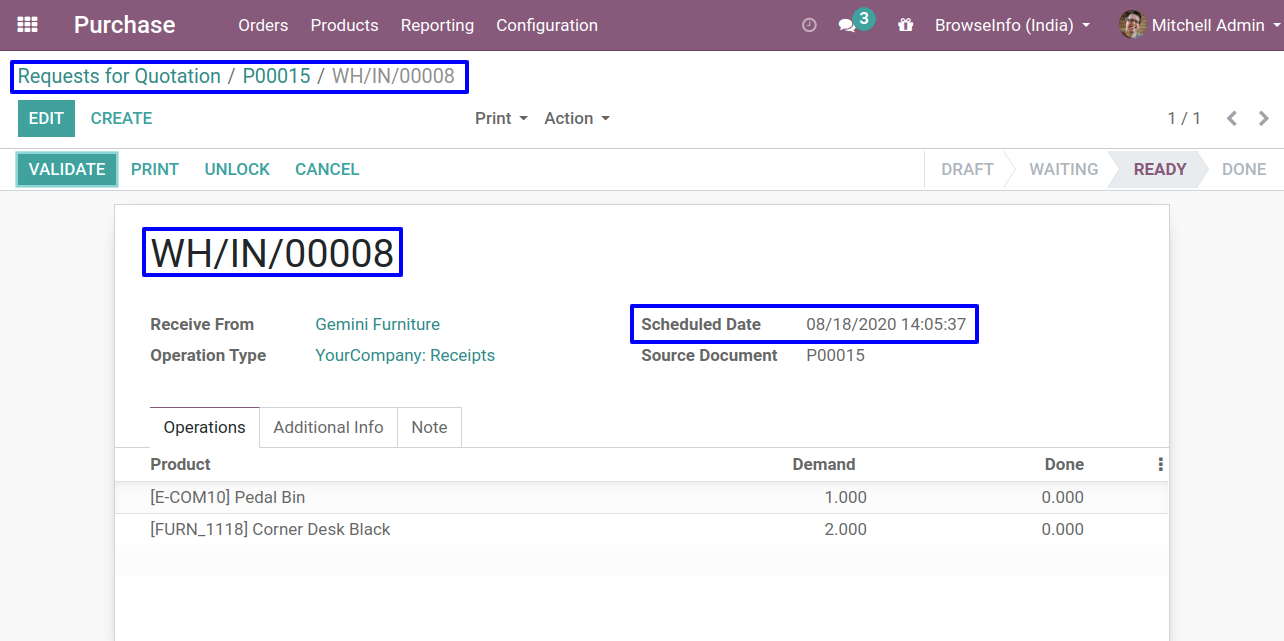 Purchase Orders Products Reporting Configuration 3 BrowseInfo (India) Mitchell Admin
Requests for Quotation / P00015 / WH/IN/00008
EDIT CREATE Print Action 1 / 1
VALIDATE PRINT UNLOCK CANCEL DRAFT WAITING READY DONE
WH/IN/00008
Receive From Gemini Furniture Scheduled Date 08/18/2020 14:05:37
Operation Type YourCompany: Receipts Source Document P00015
Operations Additional Info Note
Product Demand Done
[E-COM10] Pedal Bin 1.000 0.000
[FURN_1118] Corner Desk Black 2.000 0.000